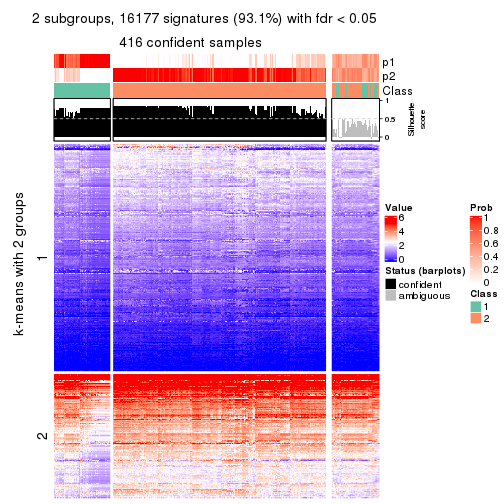 2 subgroups, 16177 signatures (93.1%) with fdr < 0.05
416 confident samples
p1
p2
Class
1
0.5
0
Silhouette
score
k-means with 2 groups
1
2
Value
6
4
2
0
Status (barplots)
confident
ambiguous
Prob
1
0.8
0.6
0.4
0.2
0
Class
1
2